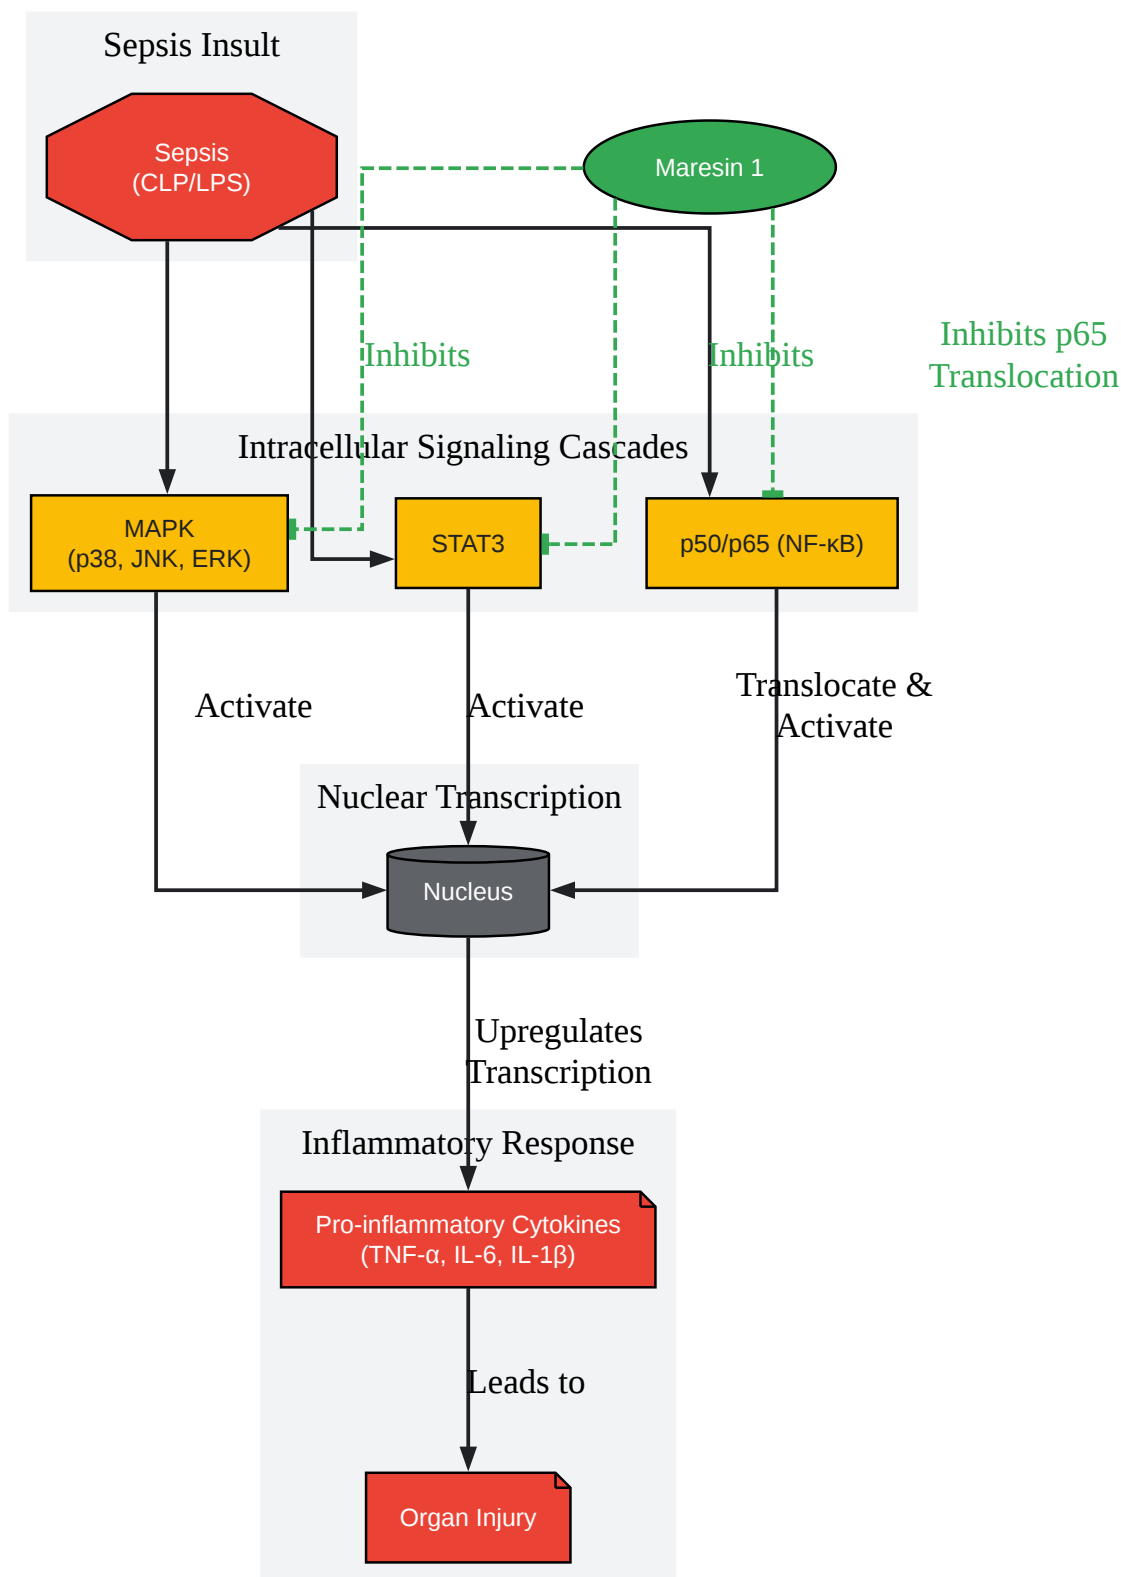 Sepsis Insult
Sepsis
(CLP/LPS)
Maresin 1
Inhibits
Inhibits
Inhibits p65
Translocation
Intracellular Signaling Cascades
MAPK
(p38, JNK, ERK)
STAT3
p50/p65 (NF-κB)
Activate
Activate
Translocate &
Activate
Nuclear Transcription
Nucleus
Upregulates
Transcription
Inflammatory Response
Pro-inflammatory Cytokines
(TNF-α, IL-6, IL-1β)
Leads to
Organ Injury